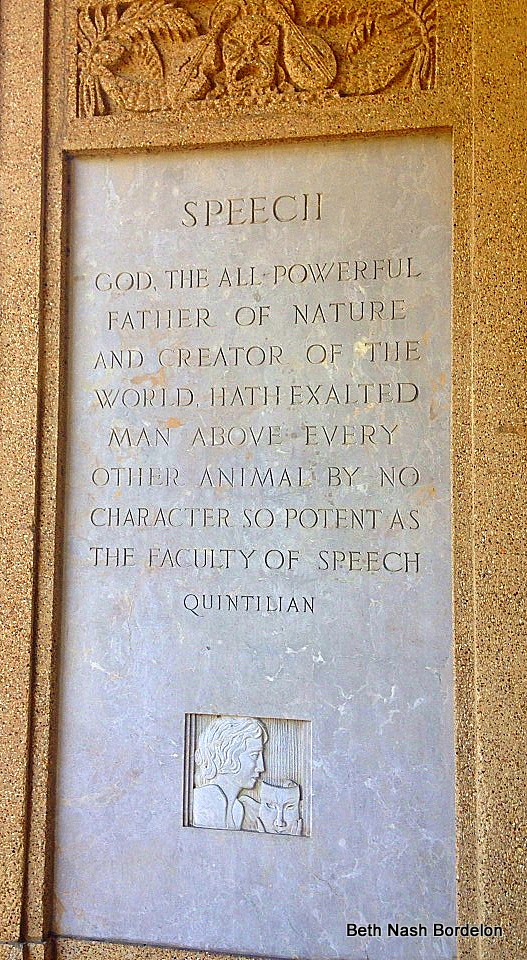 SPEECH
GOD, THE ALL-POWERFUL
FATHER OF NATURE
AND CREATOR OF THE
WORLD, HATH EXALTED
MAN ABOVE EVERY
OTHER ANIMAL BY NO
CHARACTER SO POTENT AS
THE FACULTY OF SPEECH
QUINTILIAN
Beth Nash Bordelon